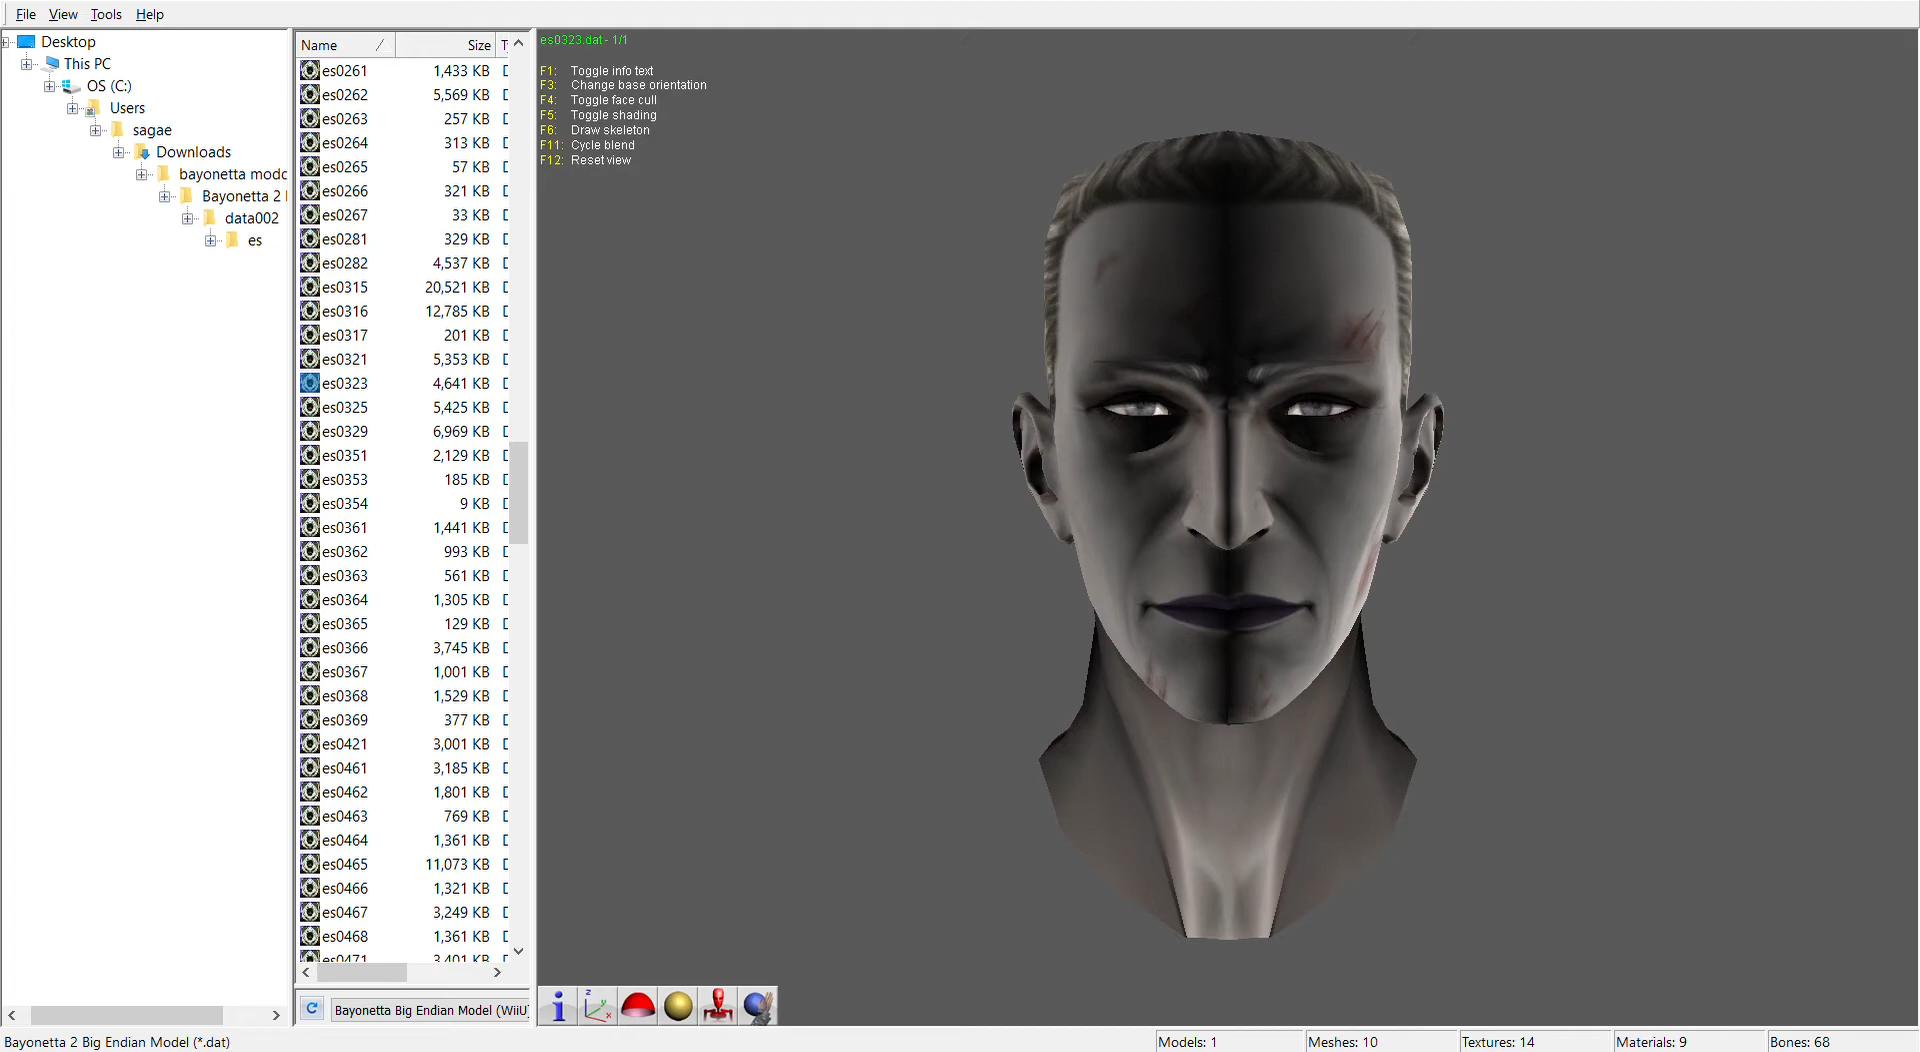 File View Tools Help
Desktop
This PC
OS (C:)
Users
sagae
Downloads
bayonetta modc
Bayonetta 2
data002
es
Name Size
es0261 1,433 KB
es0262 5,569 KB
es0263 257 KB
es0264 313 KB
es0265 57 KB
es0266 321 KB
es0267 33 KB
es0281 329 KB
es0282 4,537 KB
es0315 20,521 KB
es0316 12,785 KB
es0317 201 KB
es0321 5,353 KB
es0323 4,641 KB
es0325 5,425 KB
es0329 6,969 KB
es0351 2,129 KB
es0353 185 KB
es0354 9 KB
es0361 1,441 KB
es0362 993 KB
es0363 561 KB
es0364 1,305 KB
es0365 129 KB
es0366 3,745 KB
es0367 1,001 KB
es0368 1,529 KB
es0369 377 KB
es0421 3,001 KB
es0461 3,185 KB
es0462 1,801 KB
es0463 769 KB
es0464 1,361 KB
es0465 11,073 KB
es0466 1,321 KB
es0467 3,249 KB
es0468 1,361 KB
es0471 3,401 KB
Bayonetta Big Endian Model (WiiU)
es0323.dat - 1/1
F1: Toggle info text
F3: Change base orientation
F4: Toggle face cull
F5: Toggle shading
F6: Draw skeleton
F11: Cycle blend
F12: Reset view
z y x
Bayonetta 2 Big Endian Model (*.dat)
Models: 1
Meshes: 10
Textures: 14
Materials: 9
Bones: 68